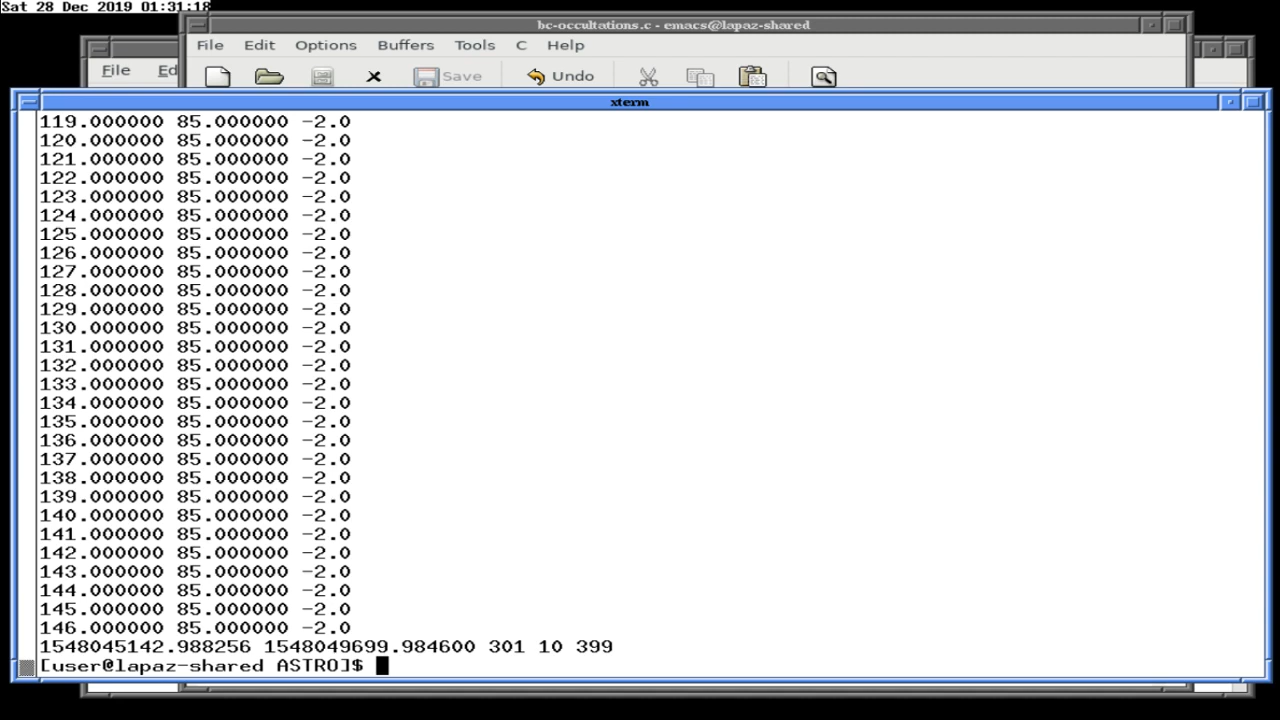 Sat 28 Dec 2019 01:31:18
bc-occultations.c - emacs@lapaz-shared
File Edit Options Buffers Tools C Help
File Ed
Save Undo
xterm
119.000000 85.000000 -2.0
120.000000 85.000000 -2.0
121.000000 85.000000 -2.0
122.000000 85.000000 -2.0
123.000000 85.000000 -2.0
124.000000 85.000000 -2.0
125.000000 85.000000 -2.0
126.000000 85.000000 -2.0
127.000000 85.000000 -2.0
128.000000 85.000000 -2.0
129.000000 85.000000 -2.0
130.000000 85.000000 -2.0
131.000000 85.000000 -2.0
132.000000 85.000000 -2.0
133.000000 85.000000 -2.0
134.000000 85.000000 -2.0
135.000000 85.000000 -2.0
136.000000 85.000000 -2.0
137.000000 85.000000 -2.0
138.000000 85.000000 -2.0
139.000000 85.000000 -2.0
140.000000 85.000000 -2.0
141.000000 85.000000 -2.0
142.000000 85.000000 -2.0
143.000000 85.000000 -2.0
144.000000 85.000000 -2.0
145.000000 85.000000 -2.0
146.000000 85.000000 -2.0
1548045142.988256 1548049699.984600 301 10 399
[user@lapaz-shared ASTRO]$